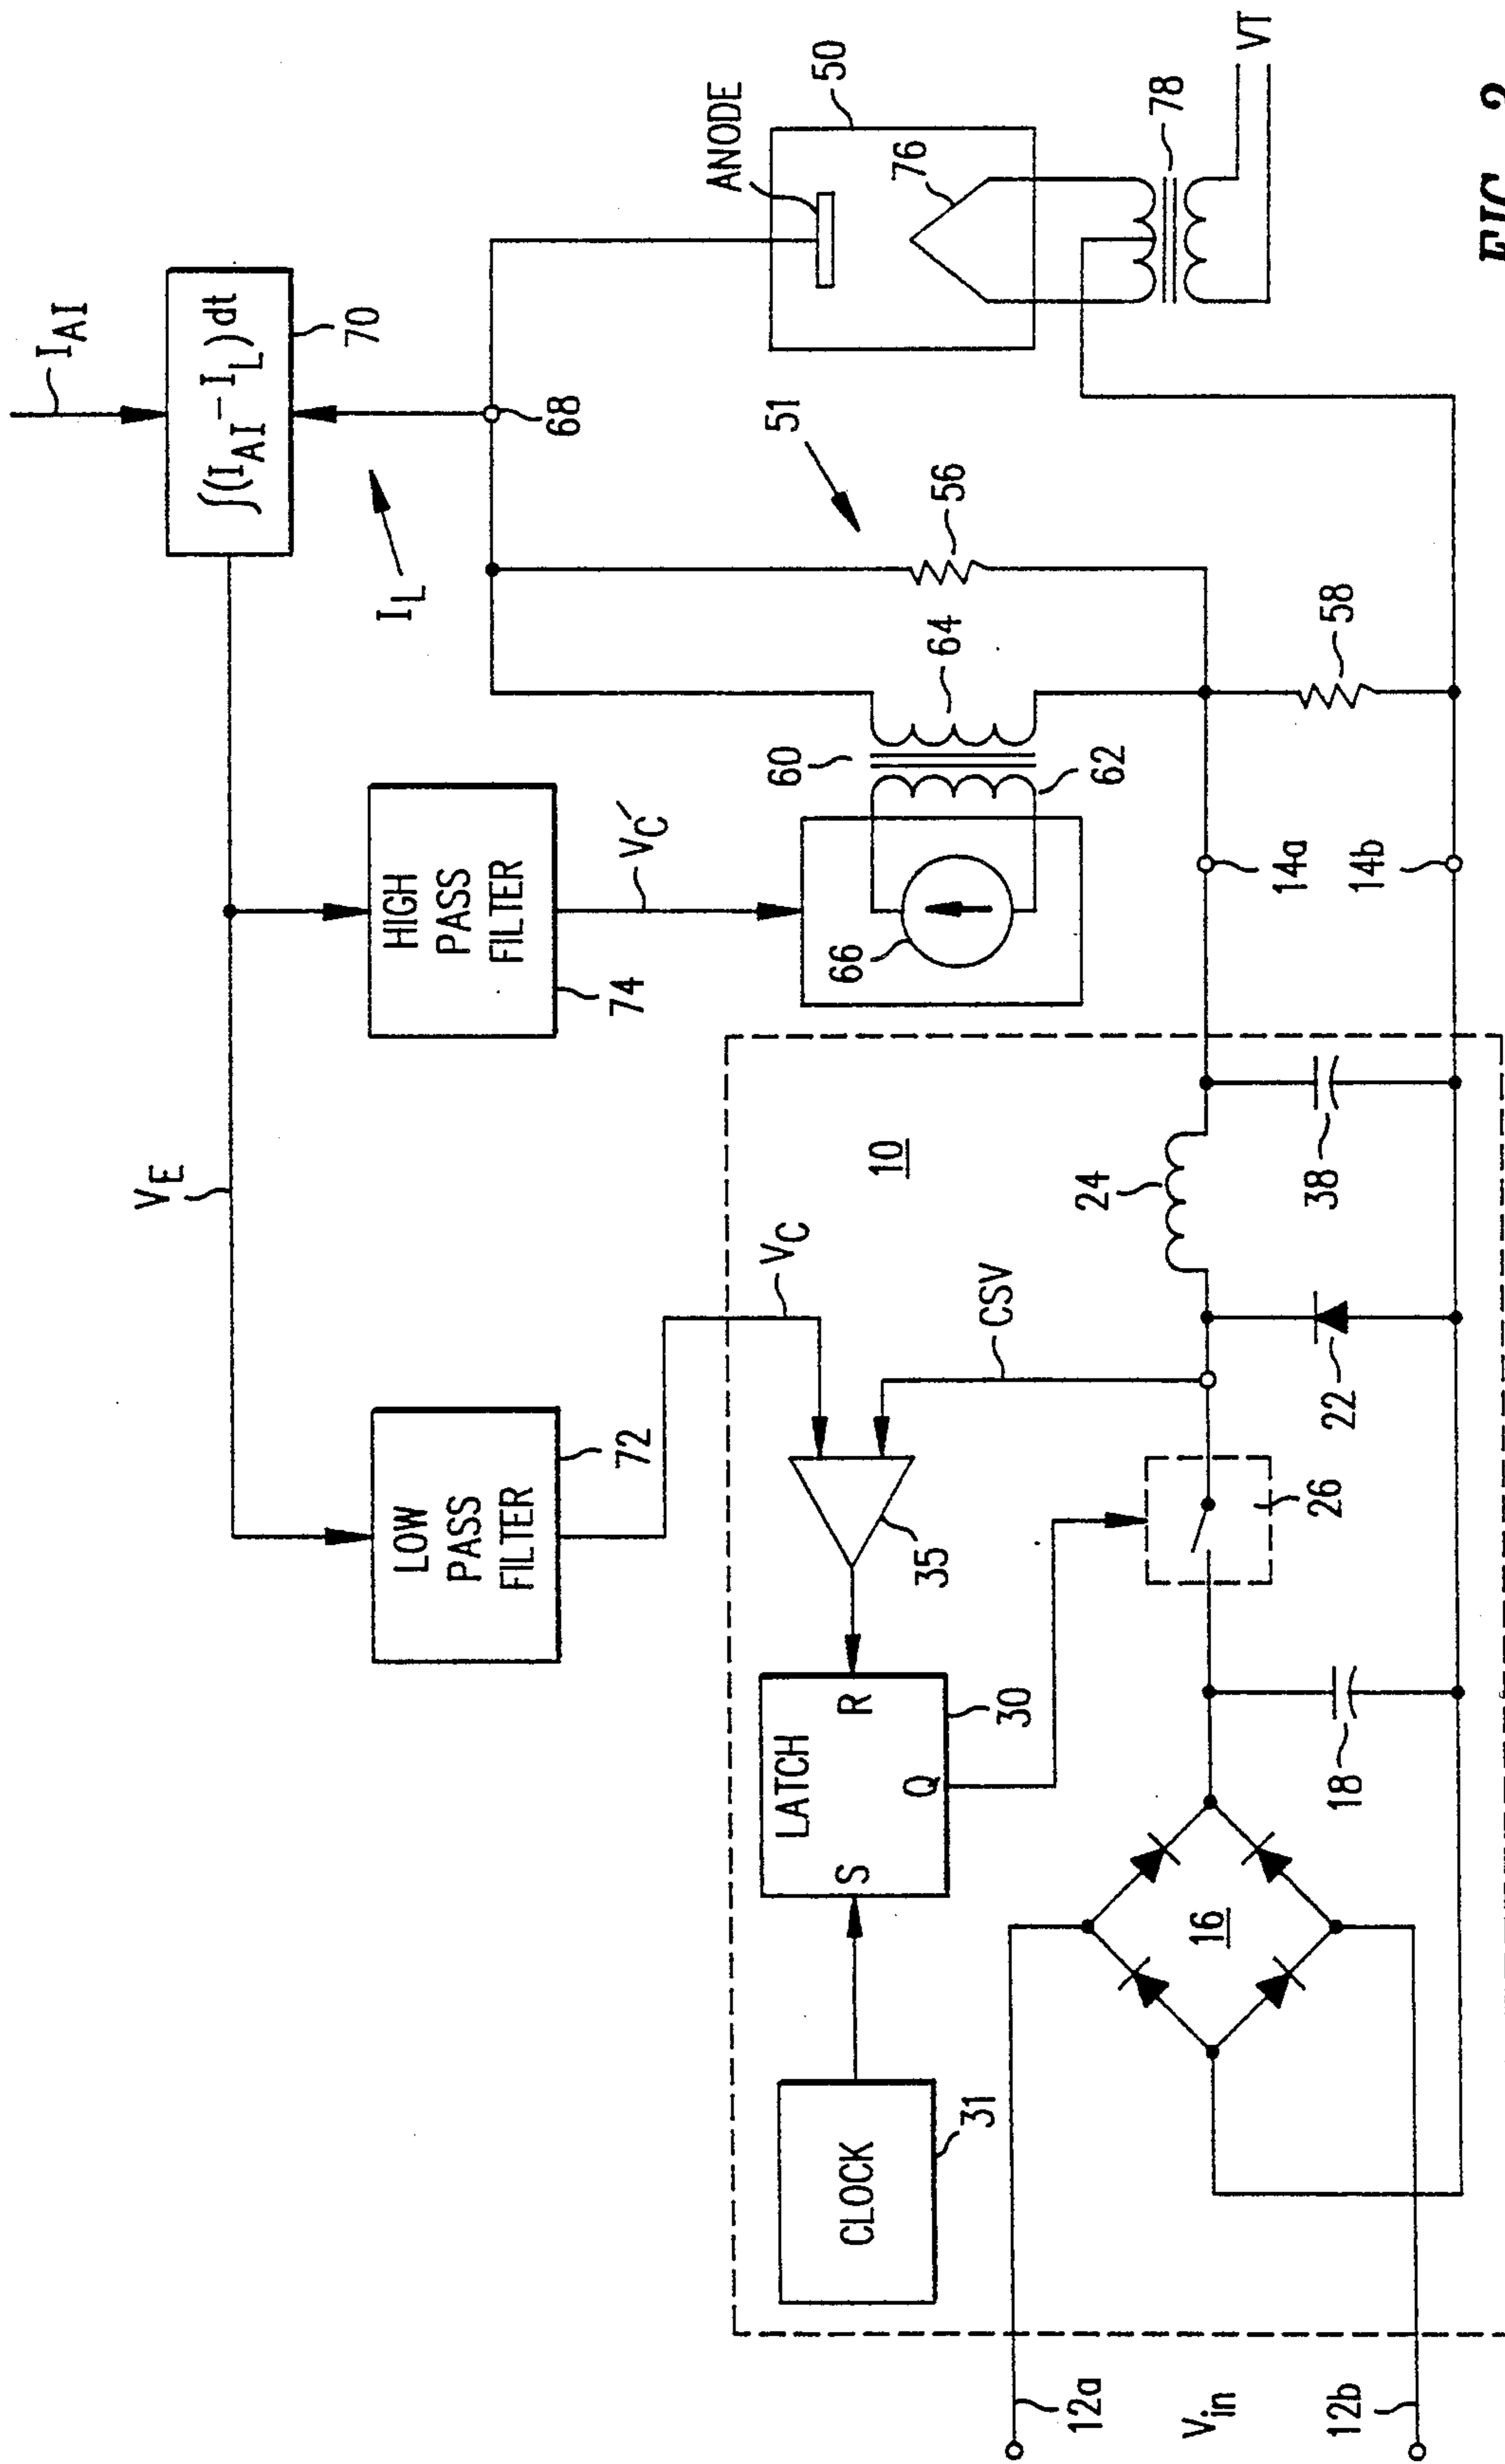 I_AI
∫(I_AI - I_L) dt
70
I_L
68
ANODE
50
76
78
VT
51
56
64
58
60
62
V_E
HIGH
PASS
FILTER
74
V_C´
66
14a
14b
LOW
PASS
FILTER
72
V_C
10
CSV
24
38
35
22
26
LATCH
S
R
Q
30
CLOCK
31
16
18
12a
V_in
12b
FIG. 2